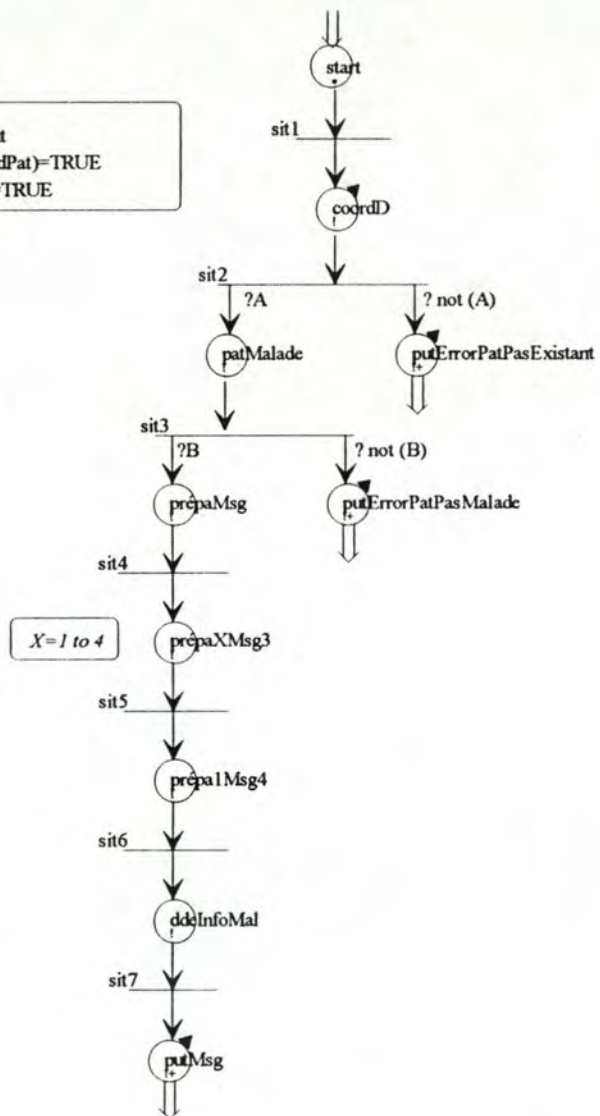 start
sit1
dPat)=TRUE
=TRUE
coordD
sit2
?A
? not (A)
patMalade
putErrorPatPasExistant
sit3
?B
? not (B)
prépaMsg
putErrorPatPasMalade
sit4
X=1 to 4
prépaXMsg3
sit5
prépa1Msg4
sit6
ddeInfoMal
sit7
putMsg